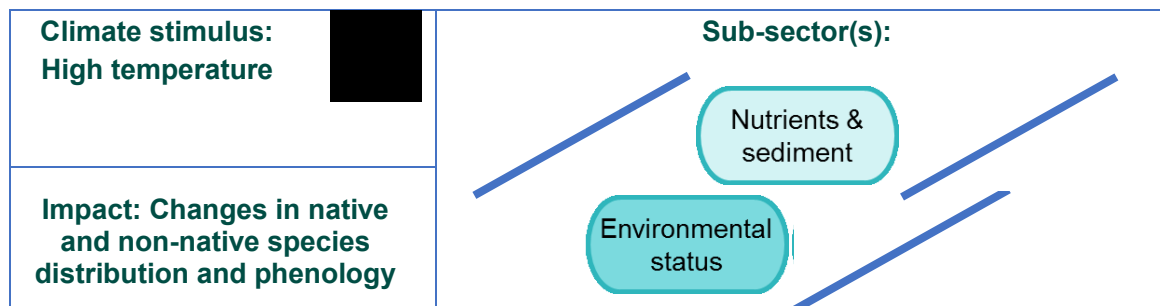 Climate stimulus:
High temperature
Sub-sector(s):
Nutrients &
sediment
Impact: Changes in native
and non-native species
distribution and phenology
Environmental
status